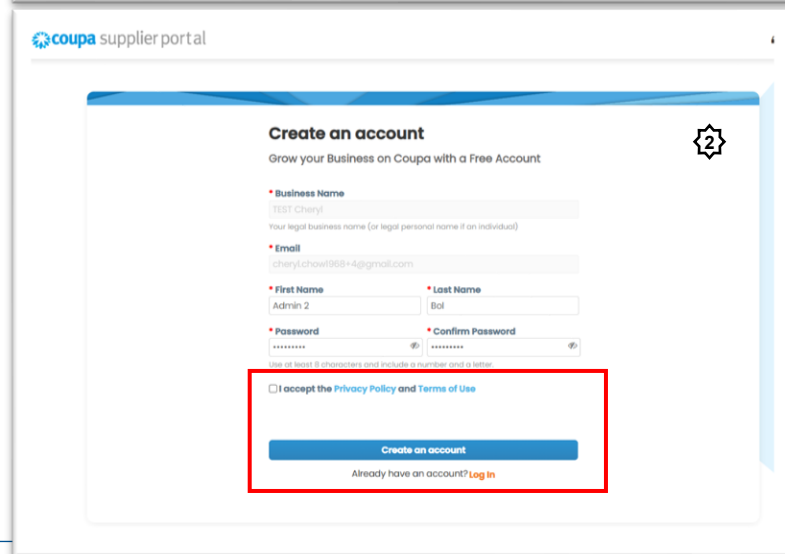 coupa supplier portal
Create an account
2
Grow your Business on Coupa with a Free Account
* Business Name
TEST Cheryl
Your legal business name (or legal personal name if an individual)
* Email
cheryl.chow1968+4@gmail.com
* First Name * Last Name
Admin 2 Bol
* Password * Confirm Password
••••••••• •••••••••
Use at least 8 characters and include a number and a letter.
I accept the Privacy Policy and Terms of Use
Create an account
Already have an account? Log In